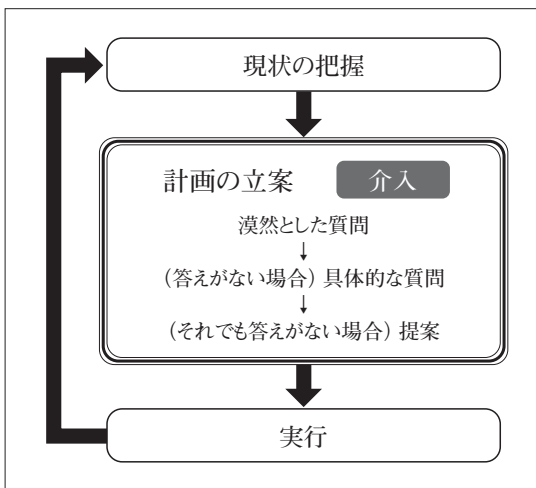 現状の把握
計画の立案 介入
漠然とした質問
↓
(答えがない場合) 具体的な質問
↓
(それでも答えがない場合) 提案
実行